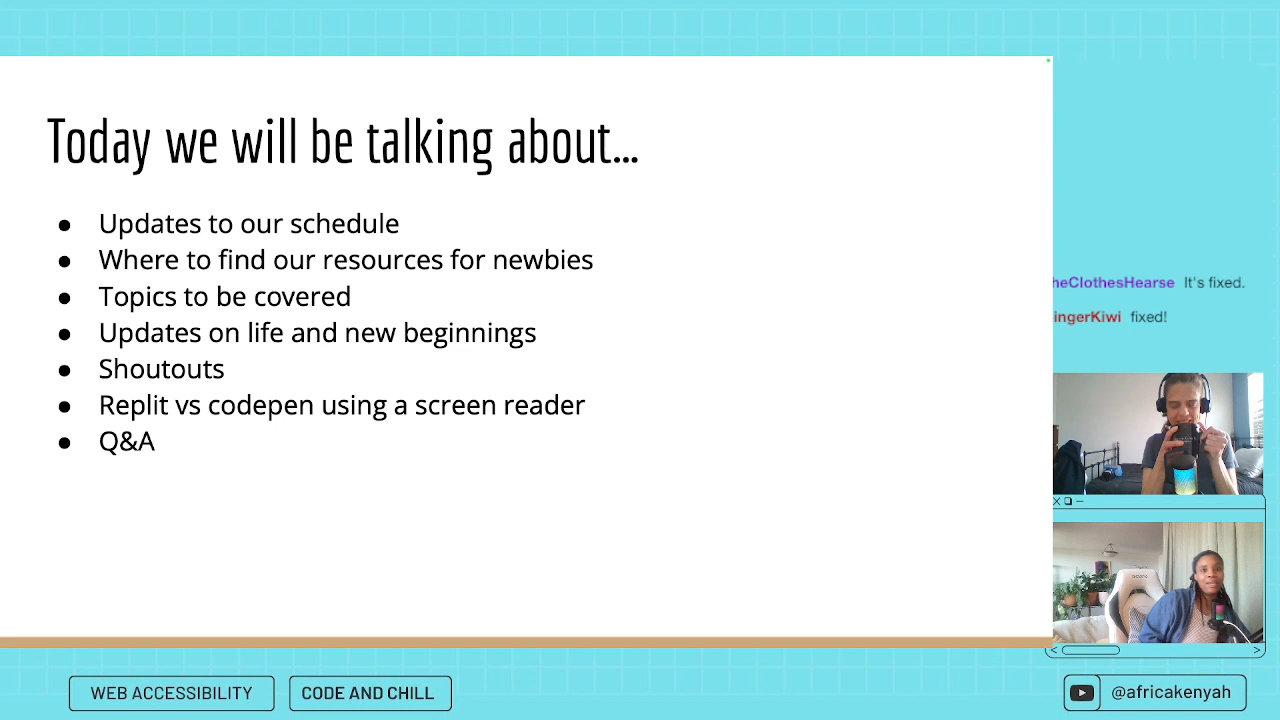 Today we will be talking about...
● Updates to our schedule
● Where to find our resources for newbies
● Topics to be covered
● Updates on life and new beginnings
● Shoutouts
● Replit vs codepen using a screen reader
● Q&A
heClothesHearse It's fixed.
ingerKiwi fixed!
WEB ACCESSIBILITY
CODE AND CHILL
@africakenyah